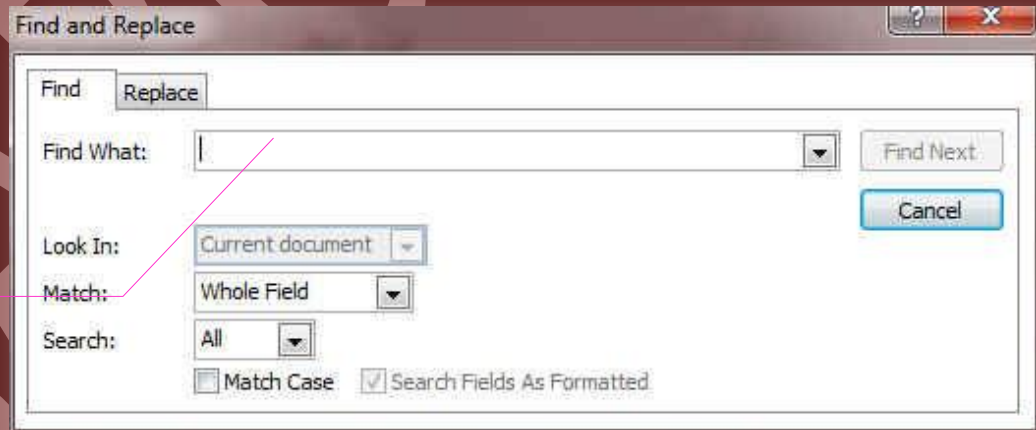 Find and Replace
Find Replace
Find What: Find Next
Cancel
Look In: Current document
Match: Whole Field
Search: All
Match Case Search Fields As Formatted